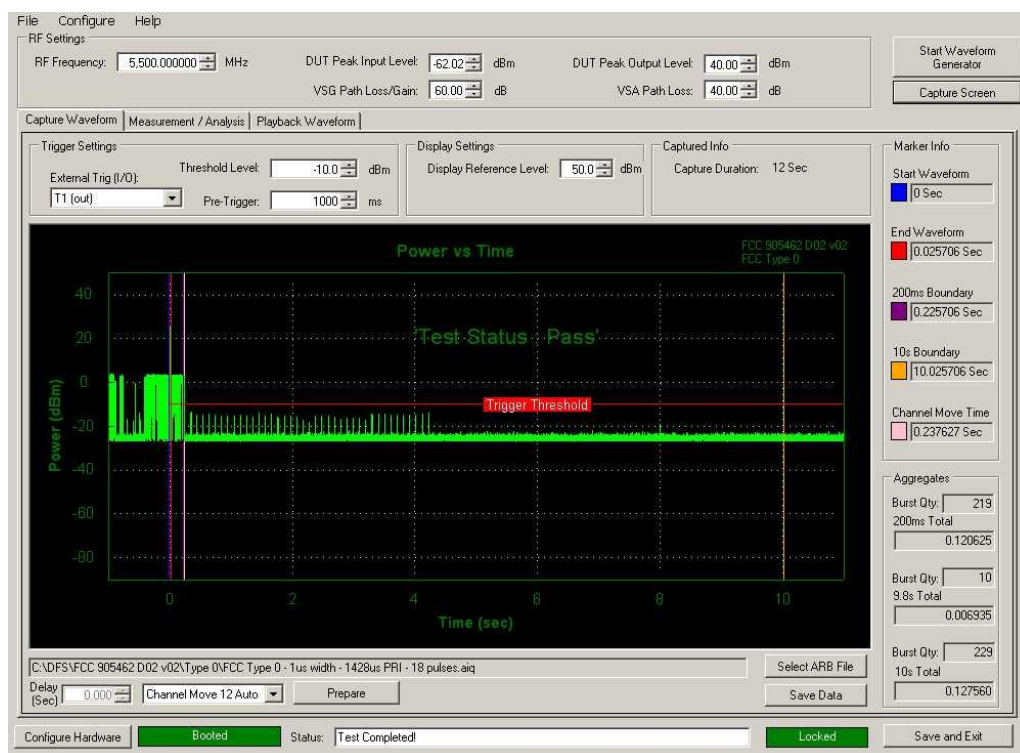 File Configure Help
RF Settings
RF Frequency: 5,500.000000 MHz
DUT Peak Input Level: -62.02 dBm
DUT Peak Output Level: 40.00 dBm
VSG Path Loss/Gain: 60.00 dB
VSA Path Loss: 40.00 dB
Start Waveform Generator
Capture Screen
Capture Waveform Measurement / Analysis Playback Waveform
Trigger Settings
External Trig (I/O):
T1 (out)
Threshold Level: -10.0 dBm
Pre-Trigger: 1000 ms
Display Settings
Display Reference Level: 50.0 dBm
Captured Info
Capture Duration: 12 Sec
Power vs Time
FCC 905462 D02 v02
FCC Type 0
'Test Status : Pass'
Trigger Threshold
Power (dBm)
40
20
0
-20
-40
-60
-80
0 2 4 6 8 10
Time (sec)
Marker Info
Start Waveform
0 Sec
End Waveform
0.025706 Sec
200ms Boundary
0.225706 Sec
10s Boundary
10.025706 Sec
Channel Move Time
0.237627 Sec
Aggregates
Burst Qty: 219
200ms Total
0.120625
Burst Qty: 10
9.8s Total
0.006935
Burst Qty: 229
10s Total
0.127560
C:\DFS\FCC 905462 D02 v02\Type 0\FCC Type 0 - 1us width - 1428us PRI - 18 pulses.aiq
Select ARB File
Delay (Sec) 0.000
Channel Move 12 Auto
Prepare
Save Data
Configure Hardware
Booted
Status: Test Completed!
Locked
Save and Exit